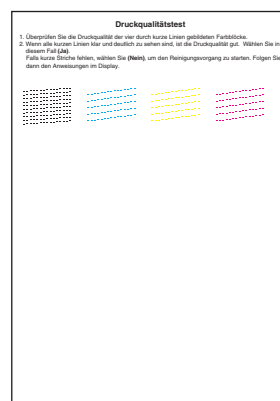 Druckqualitätstest
1. Überprüfen Sie die Druckqualität der vier durch kurze Linien gebildeten Farbblöcke.
2. Wenn alle kurzen Linien klar und deutlich zu sehen sind, ist die Druckqualität gut. Wählen Sie in
diesem Fall (Ja).
Falls kurze Striche fehlen, wählen Sie (Nein), um den Reinigungsvorgang zu starten. Folgen Sie
dann den Anweisungen im Display.